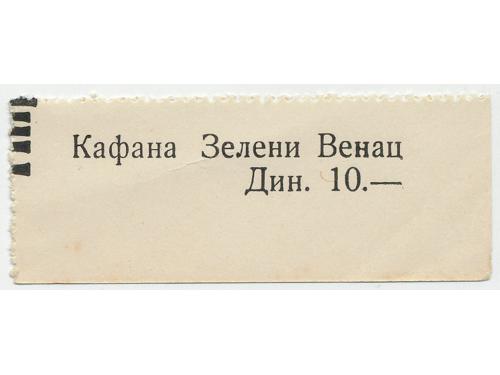 Кафана Зелени Венац
Дин. 10.—